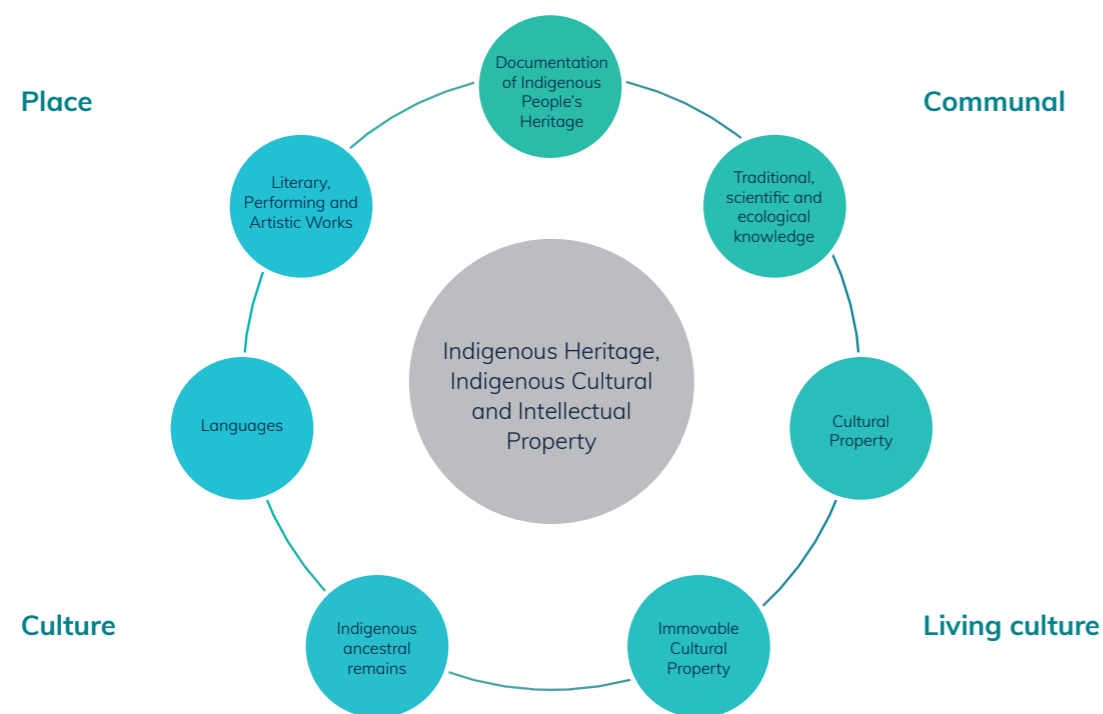 Place
Communal
Documentation
of Indigenous
People's
Heritage
Traditional,
scientific and
ecological
knowledge
Cultural
Property
Immovable
Cultural
Property
Indigenous
ancestral
remains
Languages
Literary,
Performing and
Artistic Works
Indigenous Heritage,
Indigenous Cultural
and Intellectual
Property
Culture
Living culture